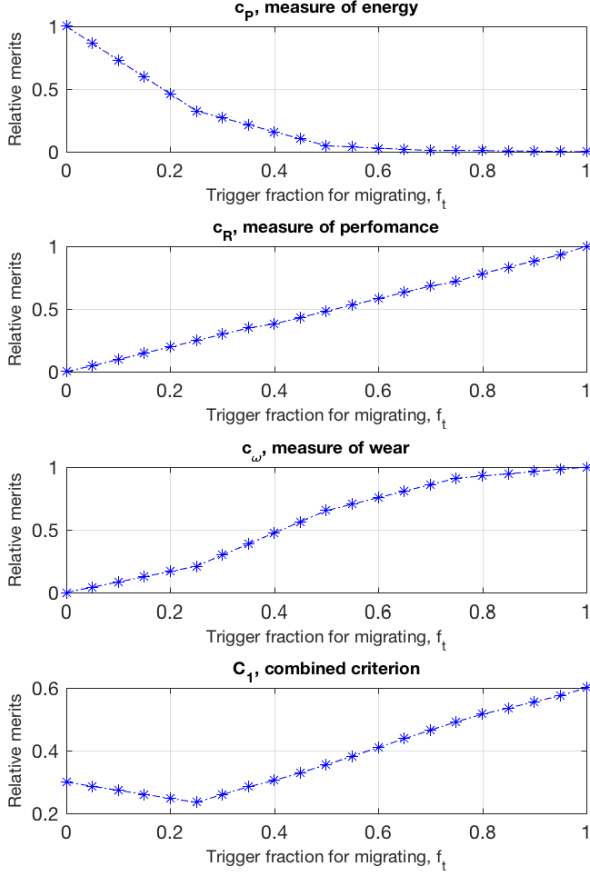 c_P, measure of energy
Relative merits
1
0.5
0
0 0.2 0.4 0.6 0.8 1
Trigger fraction for migrating, f_t
c_R, measure of perfomance
Relative merits
1
0.5
0
0 0.2 0.4 0.6 0.8 1
Trigger fraction for migrating, f_t
c_ω, measure of wear
Relative merits
1
0.5
0
0 0.2 0.4 0.6 0.8 1
Trigger fraction for migrating, f_t
C_1, combined criterion
Relative merits
0.6
0.4
0.2
0 0.2 0.4 0.6 0.8 1
Trigger fraction for migrating, f_t